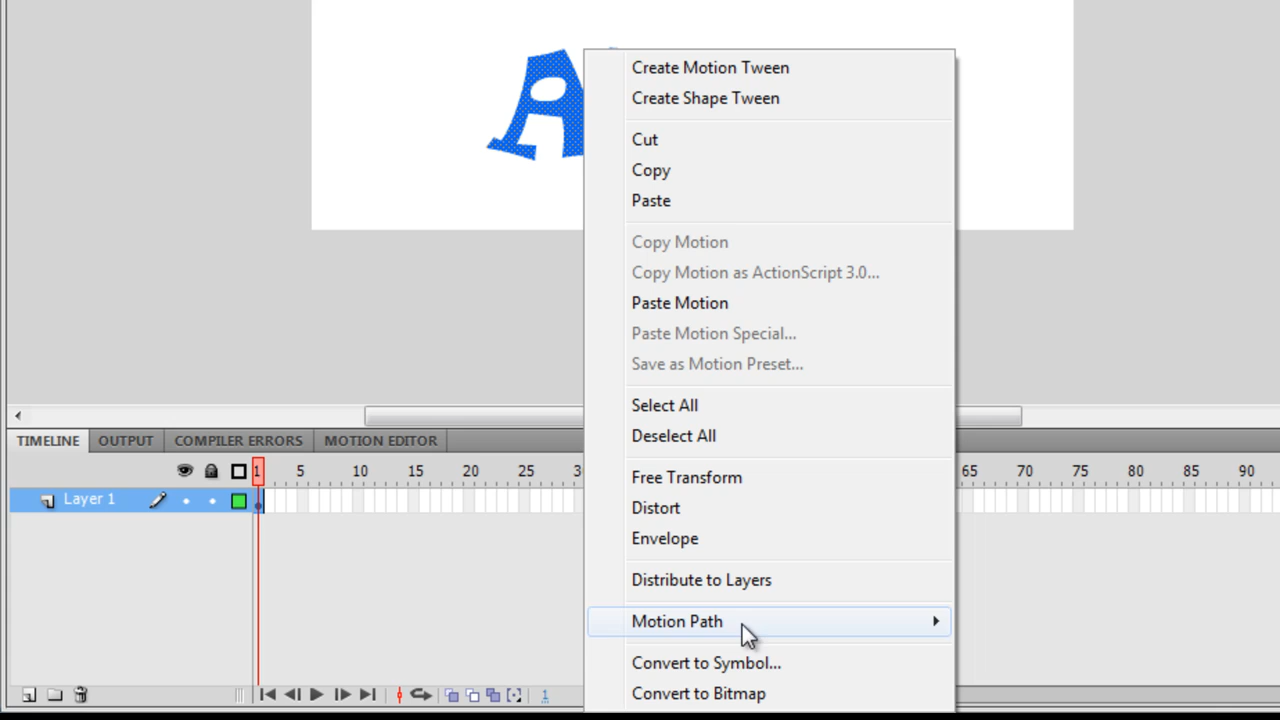 A
Create Motion Tween
Create Shape Tween
Cut
Copy
Paste
Copy Motion
Copy Motion as ActionScript 3.0...
Paste Motion
Paste Motion Special...
Save as Motion Preset...
Select All
Deselect All
Free Transform
Distort
Envelope
Distribute to Layers
Motion Path
Convert to Symbol...
Convert to Bitmap
TIMELINE OUTPUT COMPILER ERRORS MOTION EDITOR
1 5 10 15 20 25 65 70 75 80 85 90
Layer 1
1